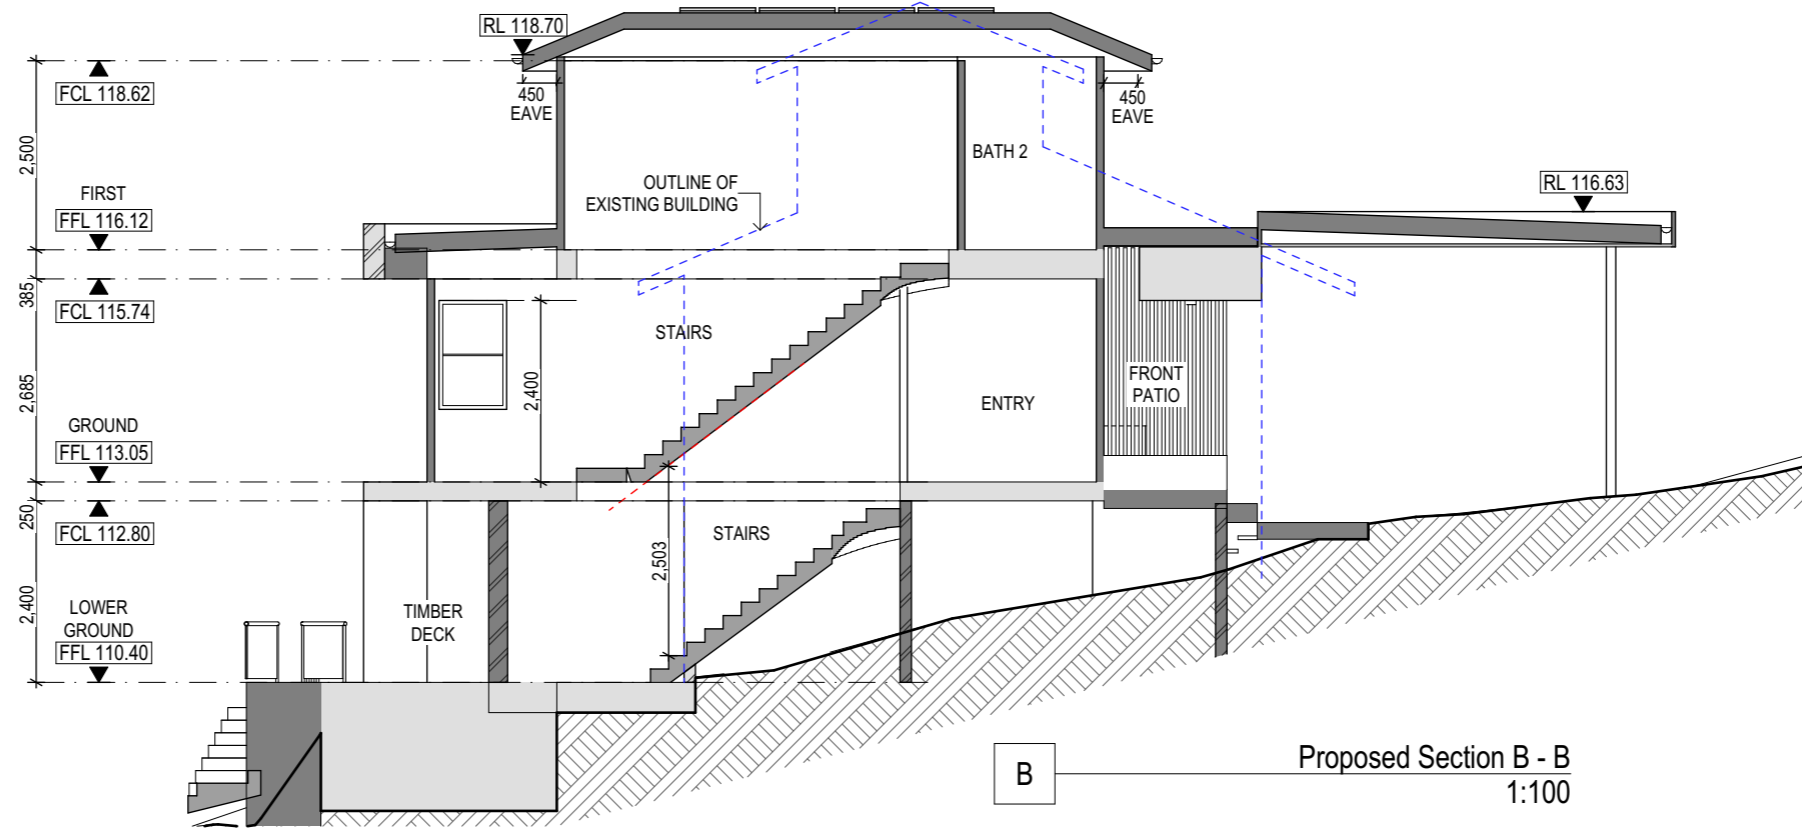 RL 118.70
FCL 118.62
450
EAVE
450
EAVE
2,500
BATH 2
OUTLINE OF
EXISTING BUILDING
RL 116.63
FIRST
FFL 116.12
385
FCL 115.74
STAIRS
2,685
2,400
ENTRY
FRONT
PATIO
GROUND
FFL 113.05
250
FCL 112.80
STAIRS
2,503
2,400
LOWER
GROUND
FFL 110.40
TIMBER
DECK
B
Proposed Section B - B
1:100